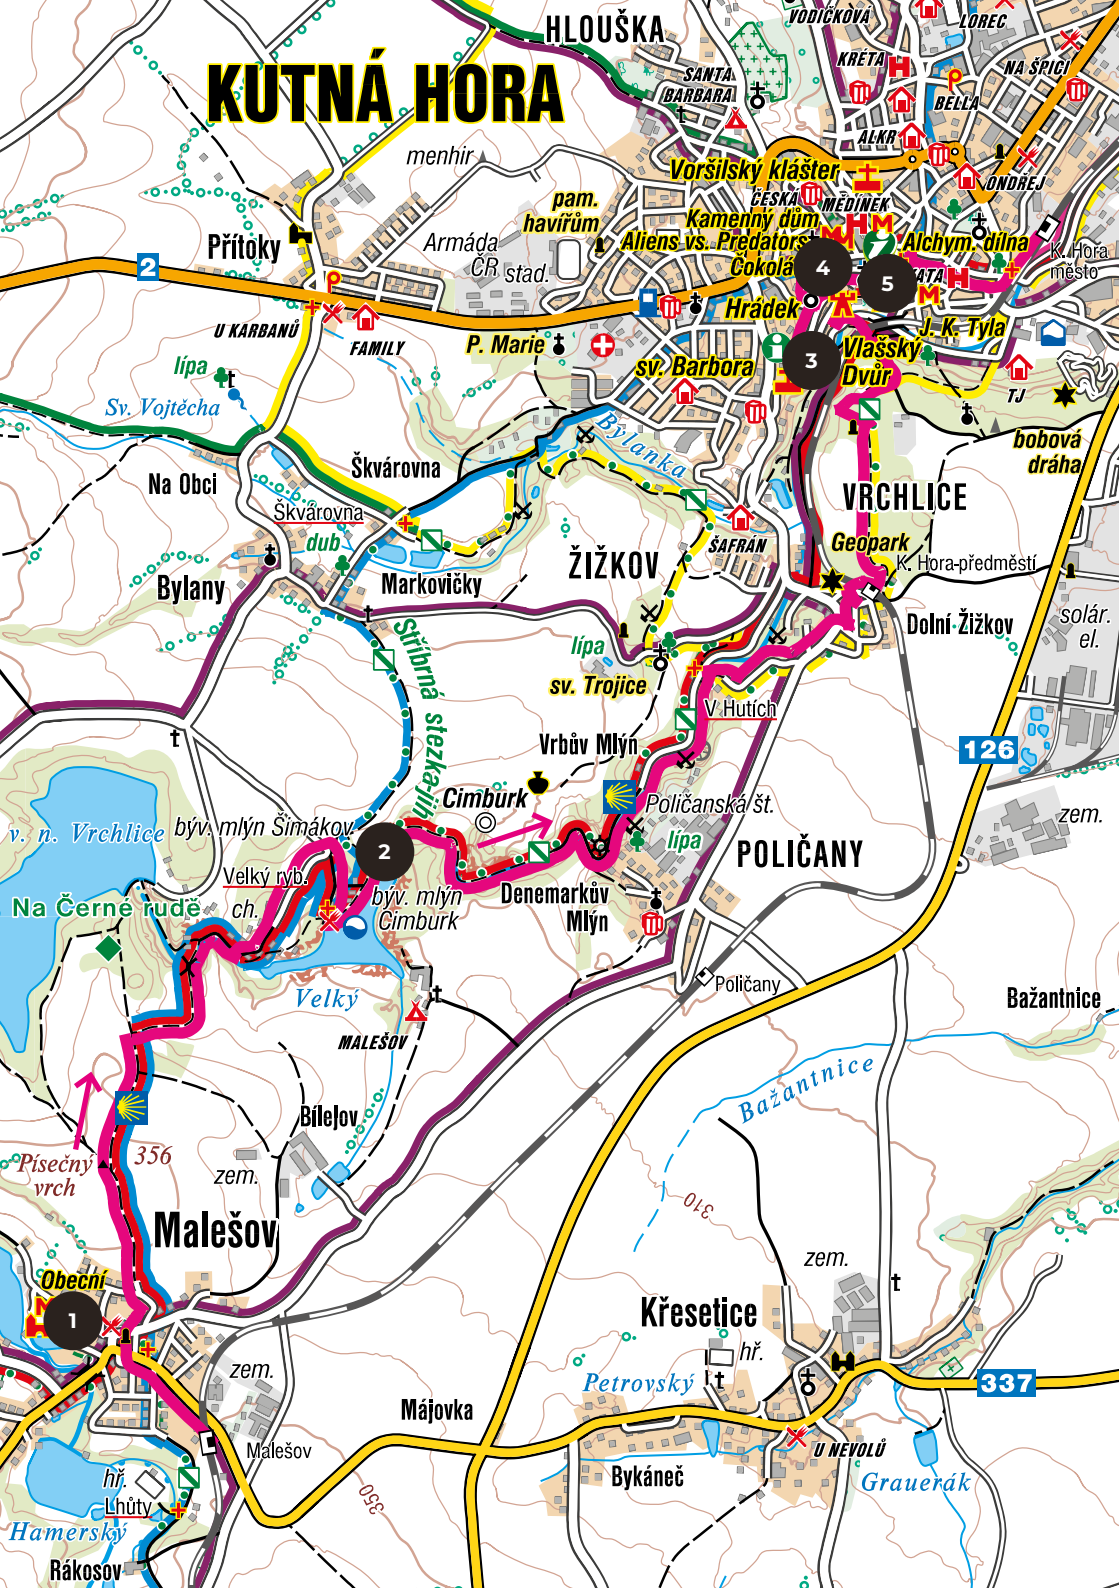 HLOUŠKA
VODIČKOVÁ
LOREC
KRÉTA
NA ŠPICI
KUTNÁ HORA
SANTA
BARBARA
BELLA
menhir
ALKR
Voršilský klášter
ONDŘEJ
pam.
havířům
ČESKÁ
MĚDÍNEK
Kamenný dům
Přítoky
Armáda
ČR stad.
Aliens vs. Predators
Alchym. dílna
K. Hora
město
2
Čokolá
4
5
Hrádek
J. K. Tyla
U KARBANŮ
FAMILY
P. Marie
sv. Barbora
3
Vlašský
Dvůr
lípa
TJ
Sv. Vojtěcha
Bylanka
bobová
dráha
Škvárovna
Na Obci
VRCHLICE
Škvárovna
dub
ŠAFRÁN
Geopark
Markovičky
ŽIŽKOV
K. Hora-předměstí
Bylany
solár.
el.
Dolní Žižkov
lípa
Stříbrná stezka-jih
sv. Trojice
V Hutích
Vrbův Mlýn
126
Cimburk
Poličanská št.
v. n. Vrchlice
býv. mlýn Šimákov
lípa
zem.
2
POLIČANY
Velký ryb.
Na Černé rudě
ch.
býv. mlýn
Cimburk
Denemarkův
Mlýn
Velký
Poličany
Bažantnice
MALEŠOV
Bažantnice
Bílejov
Písečný
vrch
356
zem.
310
Malešov
zem.
Obecní
1
Křesetice
hř.
zem.
Petrovský
337
Májovka
Malešov
U NEVOLŮ
hř.
Lhůty
Bykáneč
Grauerák
350
Hamerský
Rákosov